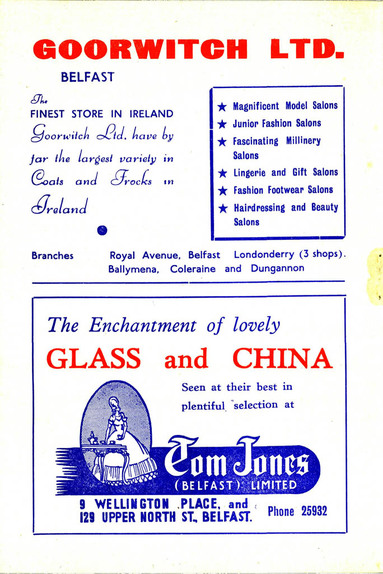 GOORWITCH LTD.
BELFAST
The
FINEST STORE IN IRELAND
Goorwitch Ltd. have by
far the largest variety in
Coats and Frocks in
Ireland
★ Magnificent Model Salons
★ Junior Fashion Salons
★ Fascinating Millinery
Salons
★ Lingerie and Gift Salons
★ Fashion Footwear Salons
★ Hairdressing and Beauty
Salons
Branches Royal Avenue, Belfast Londonderry (3 shops).
Ballymena, Coleraine and Dungannon
The Enchantment of lovely
GLASS and CHINA
Seen at their best in
plentiful selection at
Tom Jones
(BELFAST) LIMITED
9 WELLINGTON PLACE, and
129 UPPER NORTH ST., BELFAST.
Phone 25932